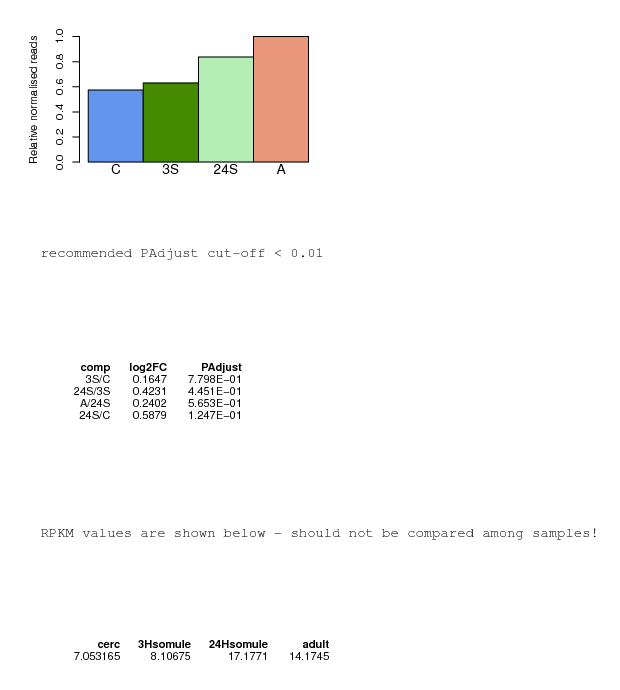 Relative normalised reads
1.0
0.8
0.6
0.4
0.2
0.0
C 3S 24S A
recommended PAdjust cut-off < 0.01
comp log2FC PAdjust
3S/C 0.1647 7.798E-01
24S/3S 0.4231 4.451E-01
A/24S 0.2402 5.653E-01
24S/C 0.5879 1.247E-01
RPKM values are shown below - should not be compared among samples!
cerc 3Hsomule 24Hsomule adult
7.053165 8.10675 17.1771 14.1745